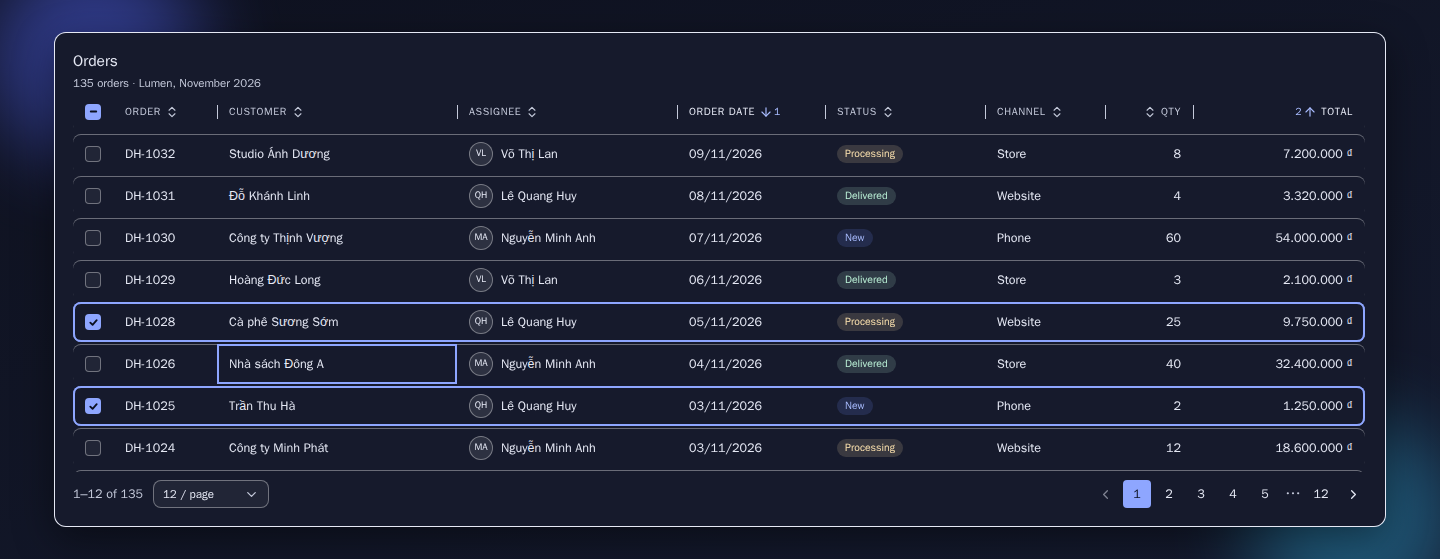 Orders
135 orders · Lumen, November 2026
ORDER CUSTOMER ASSIGNEE ORDER DATE 1 STATUS CHANNEL QTY 2 TOTAL
DH-1032 Studio Ánh Dương VL Võ Thị Lan 09/11/2026 Processing Store 8 7.200.000 ₫
DH-1031 Đỗ Khánh Linh QH Lê Quang Huy 08/11/2026 Delivered Website 4 3.320.000 ₫
DH-1030 Công ty Thịnh Vượng MA Nguyễn Minh Anh 07/11/2026 New Phone 60 54.000.000 ₫
DH-1029 Hoàng Đức Long VL Võ Thị Lan 06/11/2026 Delivered Store 3 2.100.000 ₫
DH-1028 Cà phê Sương Sớm QH Lê Quang Huy 05/11/2026 Processing Website 25 9.750.000 ₫
DH-1026 Nhà sách Đông A MA Nguyễn Minh Anh 04/11/2026 Delivered Store 40 32.400.000 ₫
DH-1025 Trần Thu Hà QH Lê Quang Huy 03/11/2026 New Phone 2 1.250.000 ₫
DH-1024 Công ty Minh Phát MA Nguyễn Minh Anh 03/11/2026 Processing Website 12 18.600.000 ₫
1–12 of 135 12 / page 1 2 3 4 5 ··· 12